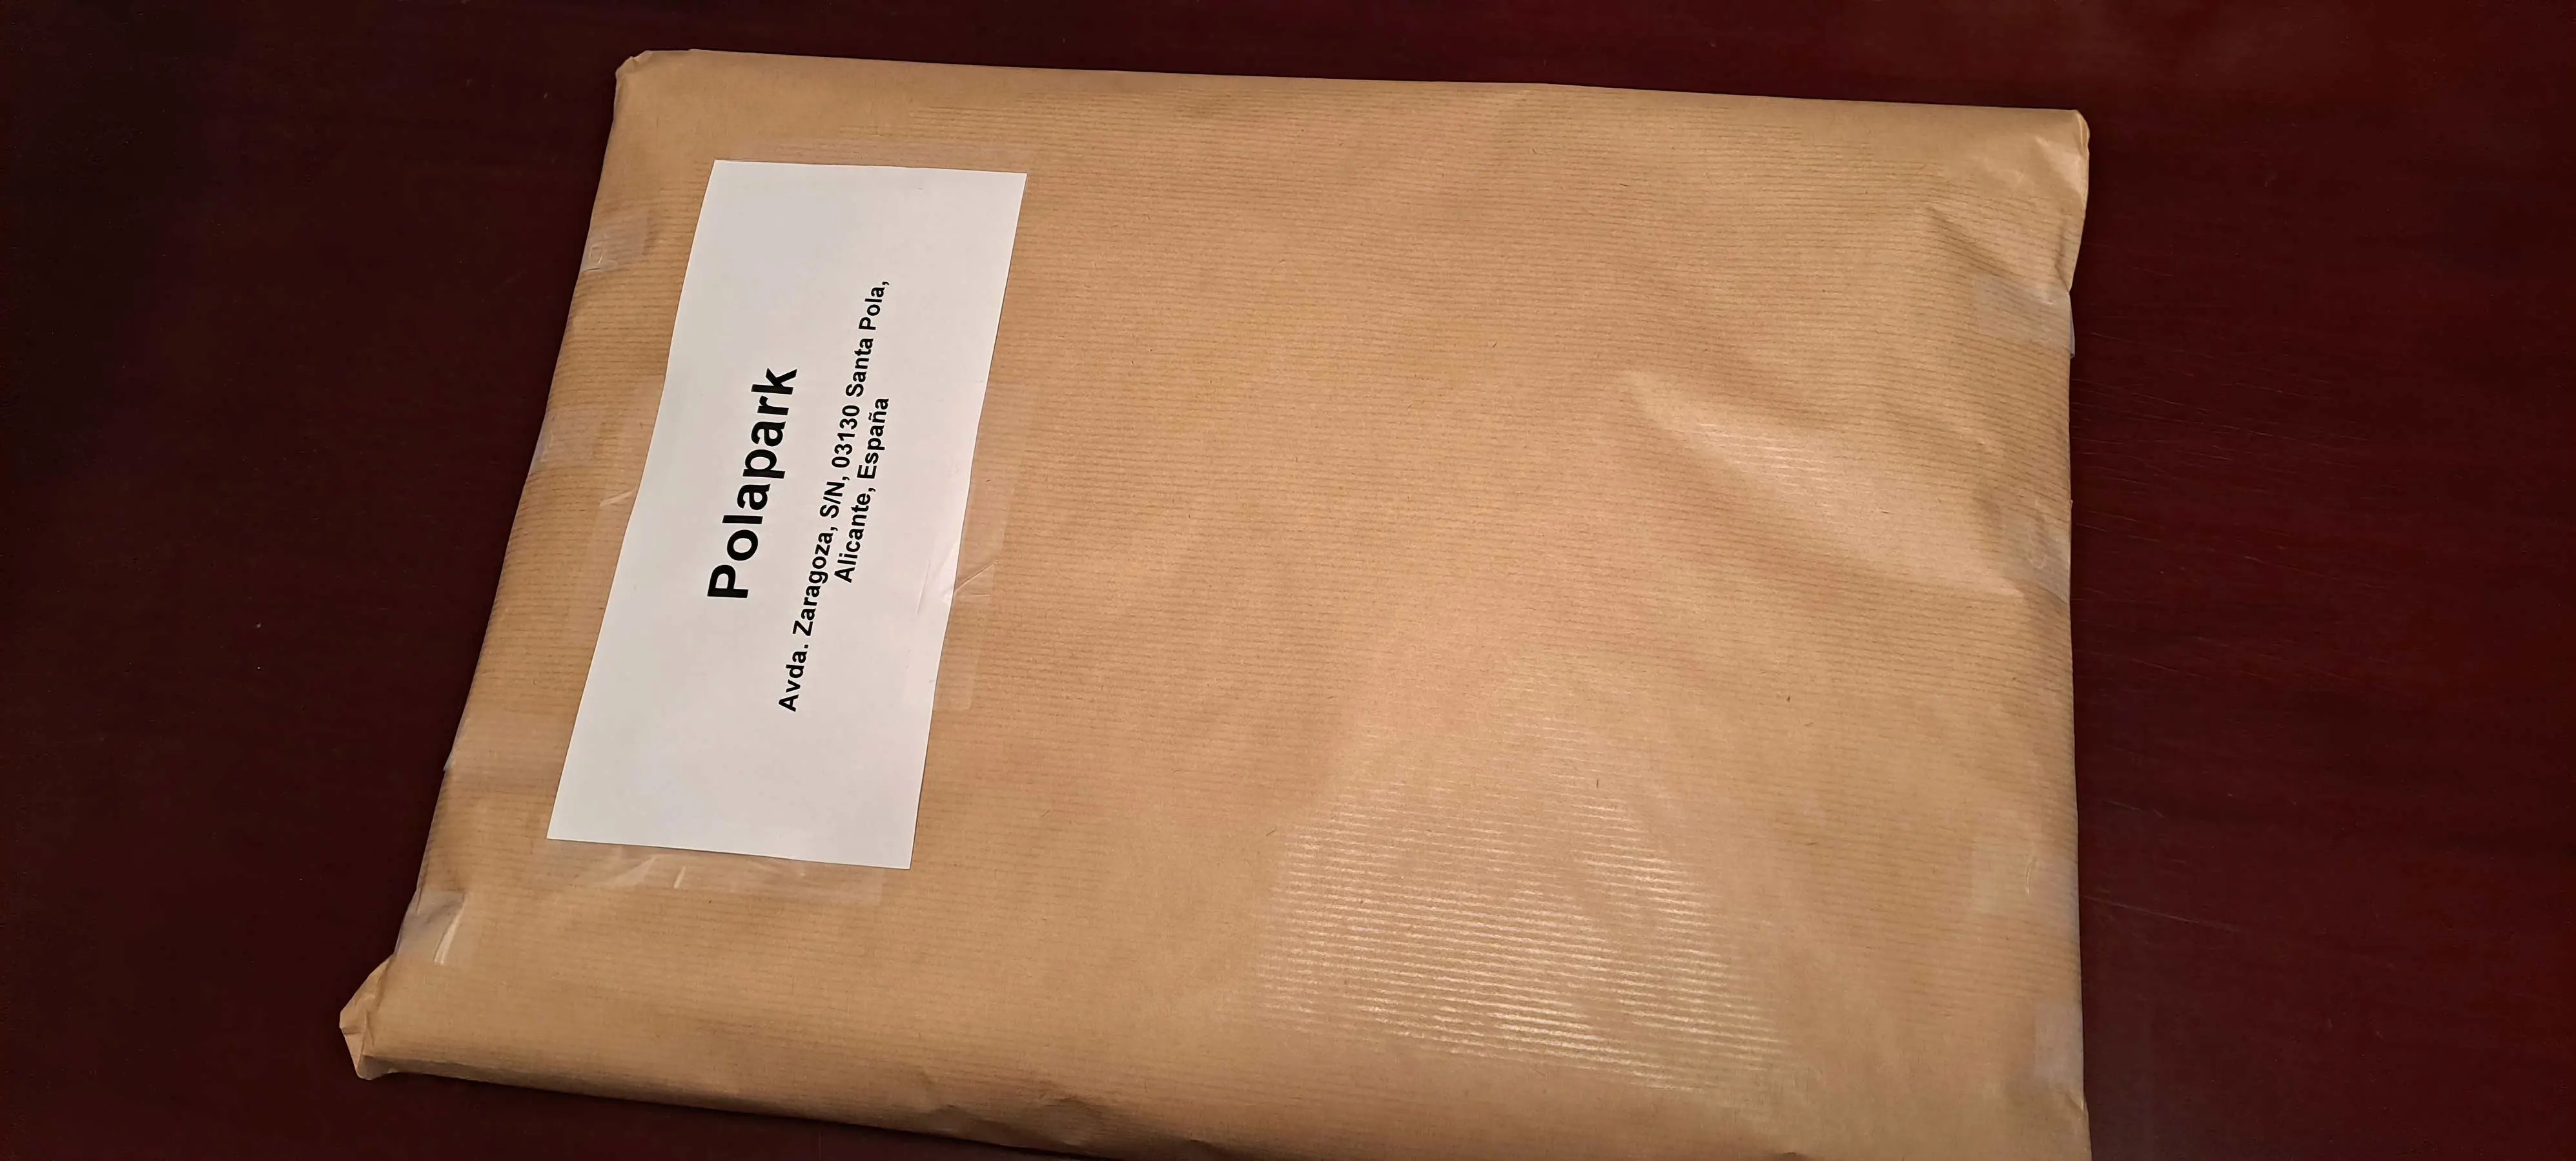 Polapark
Avda. Zaragoza, S/N, 03130 Santa Pola,
Alicante, España